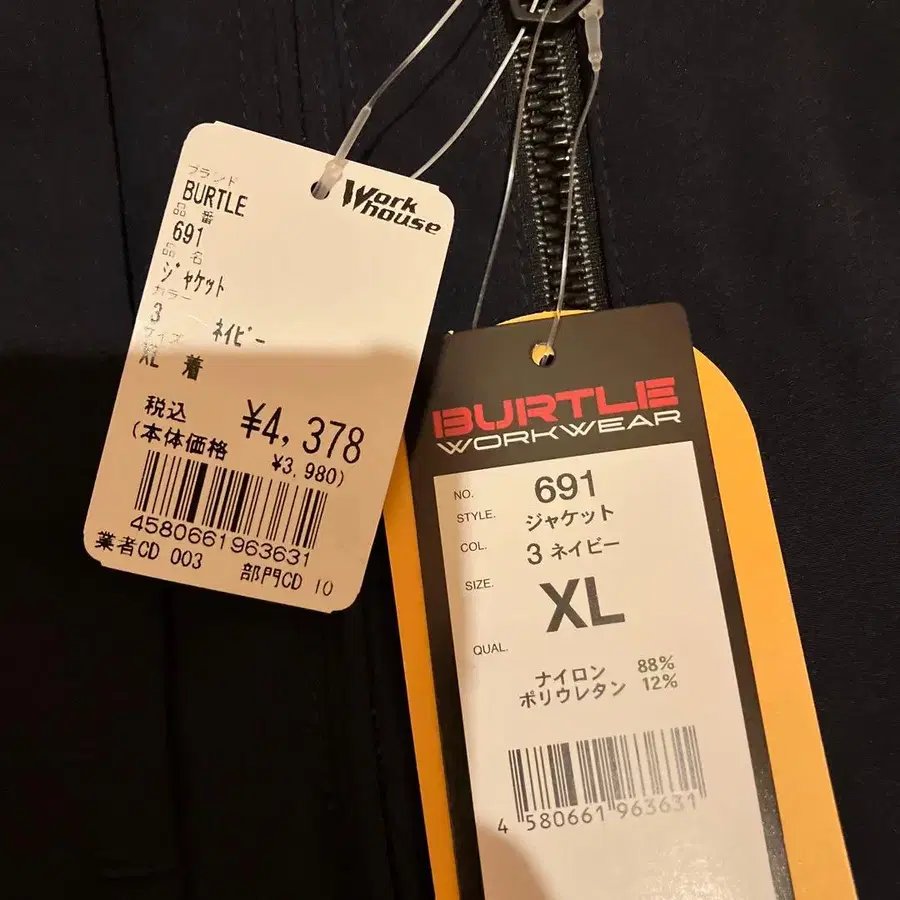 Work
house
ブランド
BURTLE
品 番
691
品 名
ジャケット
カラー
3 ネイビー
サイズ
XL 着
税込 ¥4,378
(本体価格 ¥3,980)
4580661963631
業者CD 003 部門CD 10
BURTLE
WORKWEAR
NO. 691
STYLE. ジャケット
COL. 3 ネイビー
SIZE. XL
QUAL.
ナイロン 88%
ポリウレタン 12%
4 580661 963631